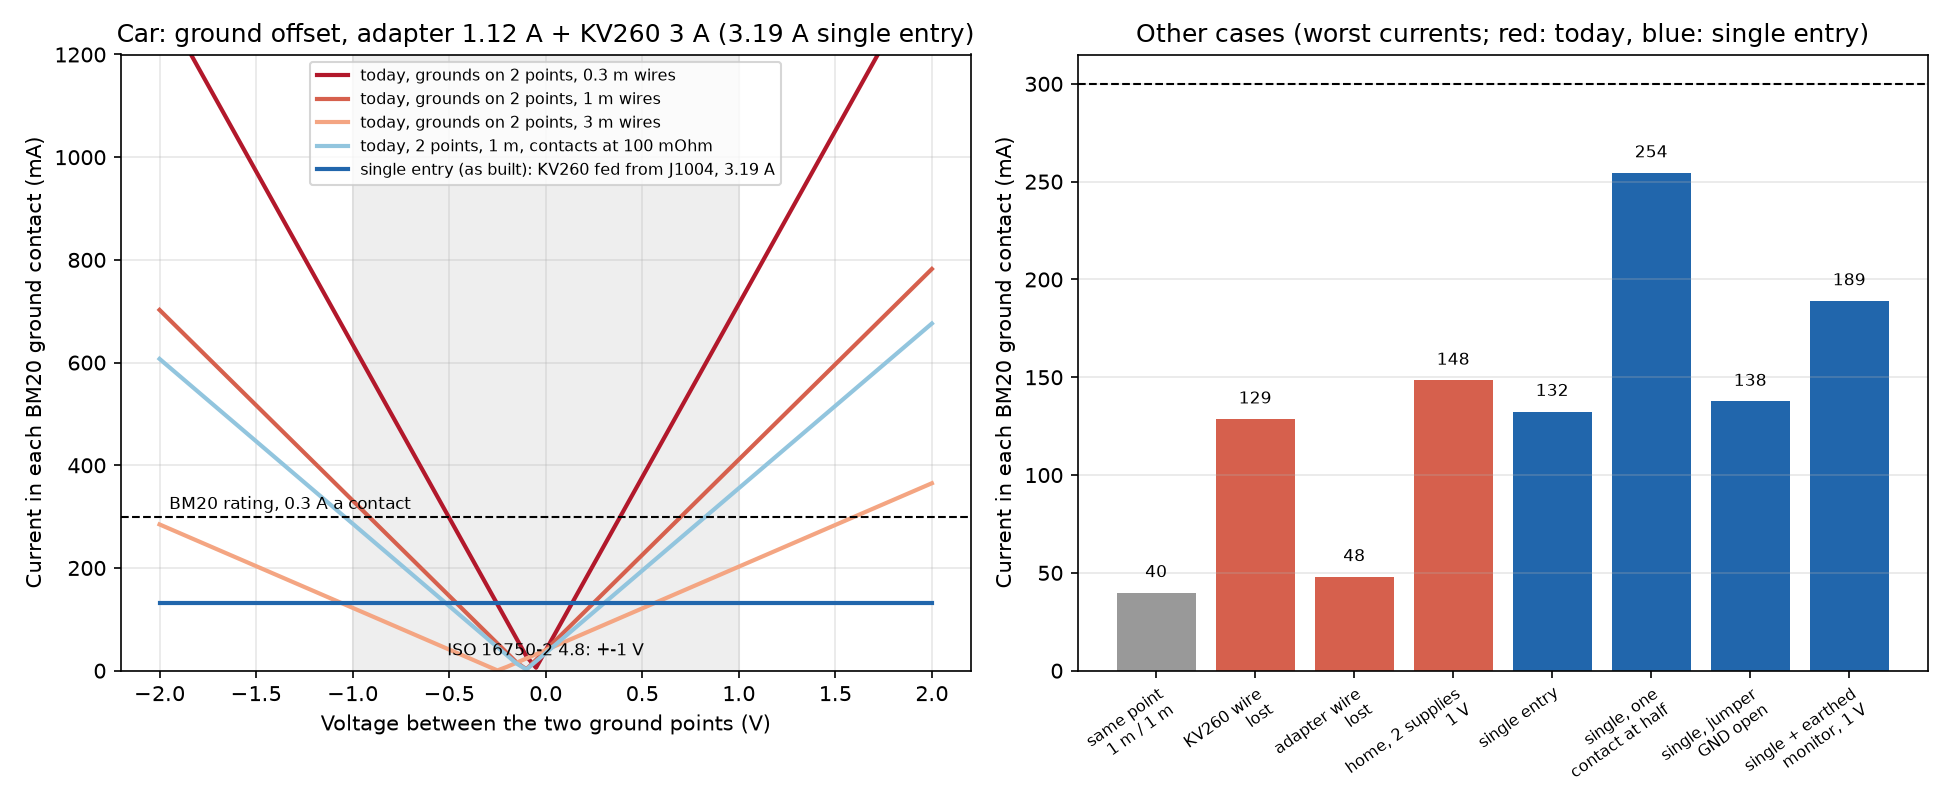 Car: ground offset, adapter 1.12 A + KV260 3 A (3.19 A single entry)
today, grounds on 2 points, 0.3 m wires
today, grounds on 2 points, 1 m wires
today, grounds on 2 points, 3 m wires
today, 2 points, 1 m, contacts at 100 mOhm
single entry (as built): KV260 fed from J1004, 3.19 A
Current in each BM20 ground contact (mA)
1200
1000
800
600
400
200
0
BM20 rating, 0.3 A a contact
ISO 16750-2 4.8: +-1 V
−2.0
−1.5
−1.0
−0.5
0.0
0.5
1.0
1.5
2.0
Voltage between the two ground points (V)
Other cases (worst currents; red: today, blue: single entry)
Current in each BM20 ground contact (mA)
300
250
200
150
100
50
0
40
129
48
148
132
254
138
189
same point
1 m / 1 m
KV260 wire
lost
adapter wire
lost
home, 2 supplies
1 V
single entry
single, one
contact at half
single, jumper
GND open
single + earthed
monitor, 1 V